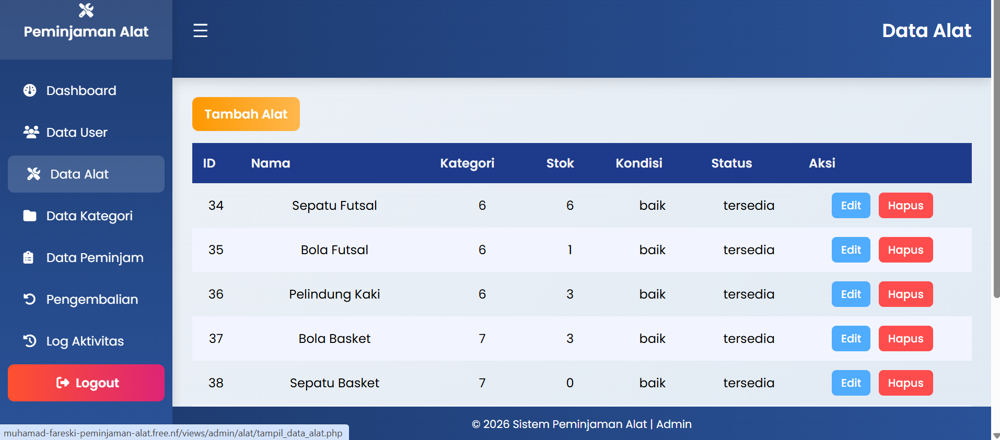 Peminjaman Alat
Dashboard
Data User
Data Alat
Data Kategori
Data Peminjam
Pengembalian
Log Aktivitas
Logout
Data Alat
Tambah Alat
ID Nama Kategori Stok Kondisi Status Aksi
34 Sepatu Futsal 6 6 baik tersedia Edit Hapus
35 Bola Futsal 6 1 baik tersedia Edit Hapus
36 Pelindung Kaki 6 3 baik tersedia Edit Hapus
37 Bola Basket 7 3 baik tersedia Edit Hapus
38 Sepatu Basket 7 0 baik tersedia Edit Hapus
© 2026 Sistem Peminjaman Alat | Admin
muhamad-fareski-peminjaman-alat.free.nf/views/admin/alat/tampil_data_alat.php